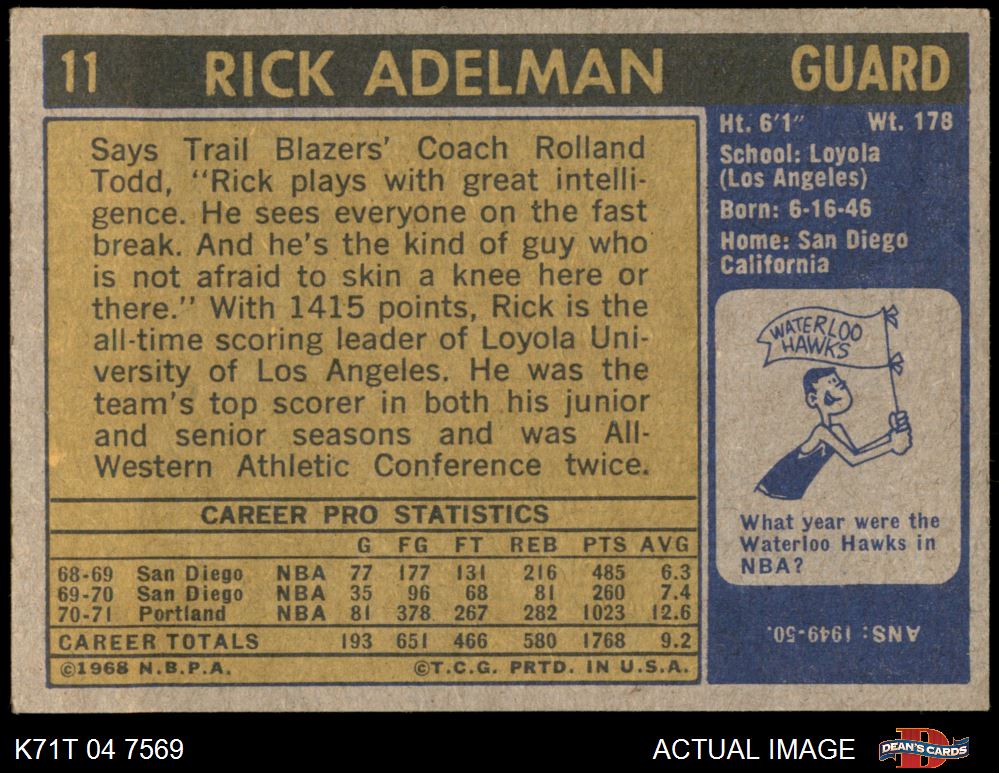 11 RICK ADELMAN GUARD
Says Trail Blazers' Coach Rolland
Todd, "Rick plays with great intelli-
gence. He sees everyone on the fast
break. And he's the kind of guy who
is not afraid to skin a knee here or
there." With 1415 points, Rick is the
all-time scoring leader of Loyola Uni-
versity of Los Angeles. He was the
team's top scorer in both his junior
and senior seasons and was All-
Western Athletic Conference twice.
CAREER PRO STATISTICS
G FG FT REB PTS AVG
68-69 San Diego NBA 77 177 131 216 485 6.3
69-70 San Diego NBA 35 96 68 81 260 7.4
70-71 Portland NBA 81 378 267 282 1023 12.6
CAREER TOTALS 193 651 466 580 1768 9.2
©1968 N.B.P.A. ©T.C.G. PRTD. IN U.S.A.
Ht. 6'1" Wt. 178
School: Loyola
(Los Angeles)
Born: 6-16-46
Home: San Diego
California
WATERLOO
HAWKS
What year were the
Waterloo Hawks in
NBA?
ANS: 1949-50.
K71T 04 7569 ACTUAL IMAGE
D
DEAN'S CARDS